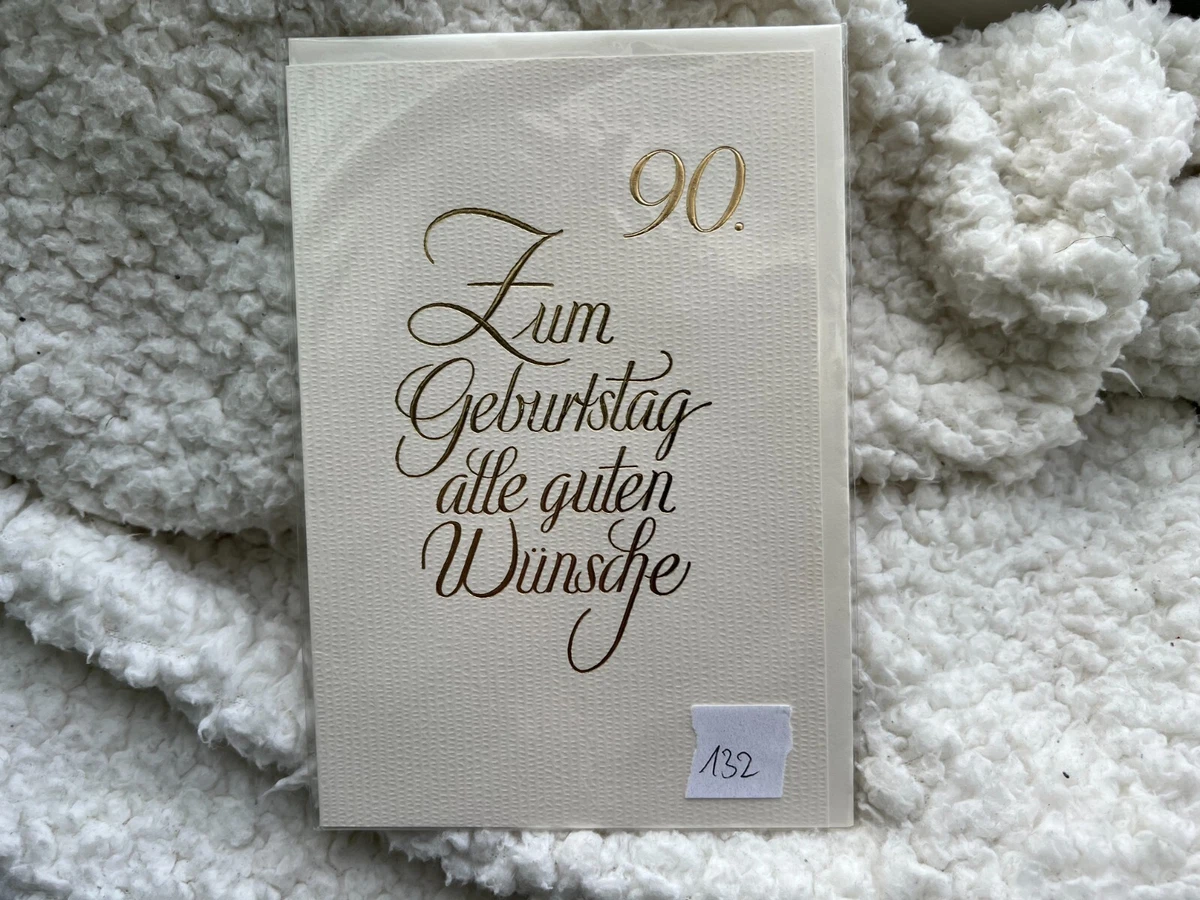 90.
Zum
Geburtstag
alle guten
Wünsche
132